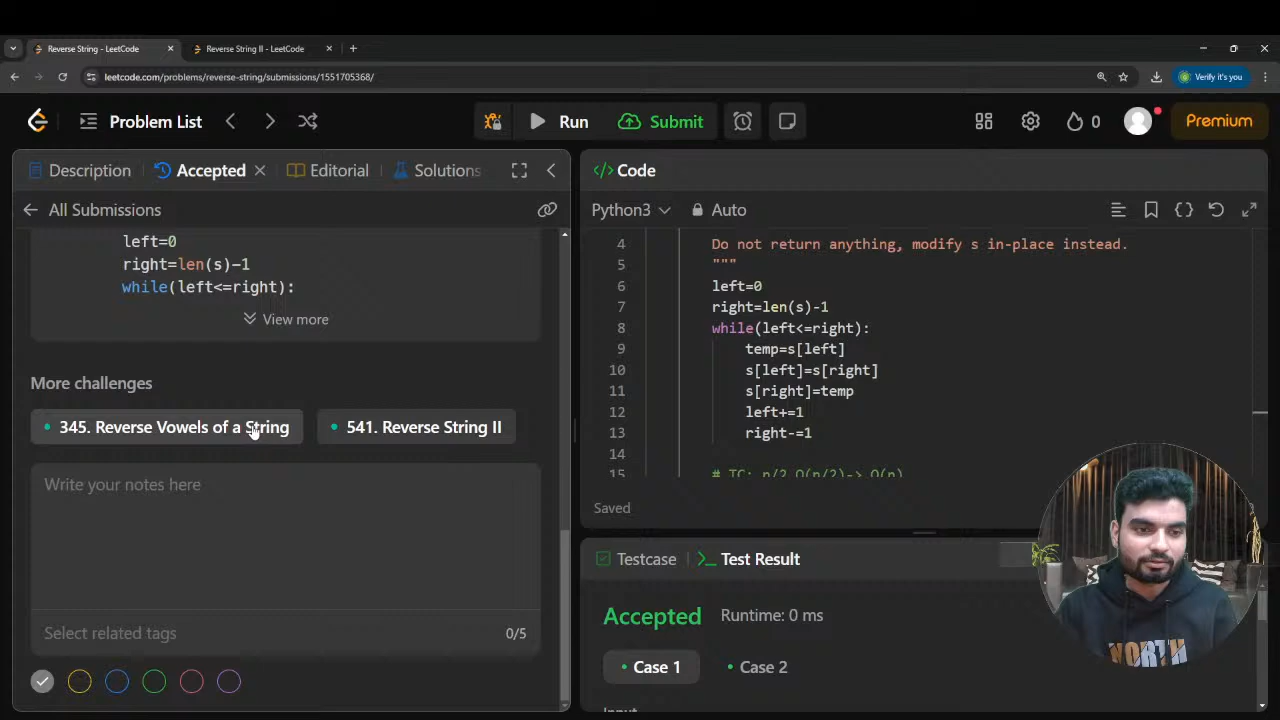 Reverse String - LeetCode
Reverse String II - LeetCode
leetcode.com/problems/reverse-string/submissions/1551705368/
Verify it's you
Problem List
Run
Submit
0
Premium
Description
Accepted
Editorial
Solutions
All Submissions
left=0
right=len(s)-1
while(left<=right):
View more
More challenges
345. Reverse Vowels of a String
541. Reverse String II
Write your notes here
Select related tags
0/5
Code
Python3
Auto
4 Do not return anything, modify s in-place instead.
5 """
6 left=0
7 right=len(s)-1
8 while(left<=right):
9 temp=s[left]
10 s[left]=s[right]
11 s[right]=temp
12 left+=1
13 right-=1
14
15 # TC: n/2 O(n/2)-> O(n)
Saved
Testcase
Test Result
Accepted
Runtime: 0 ms
Case 1
Case 2
Input
NORTH